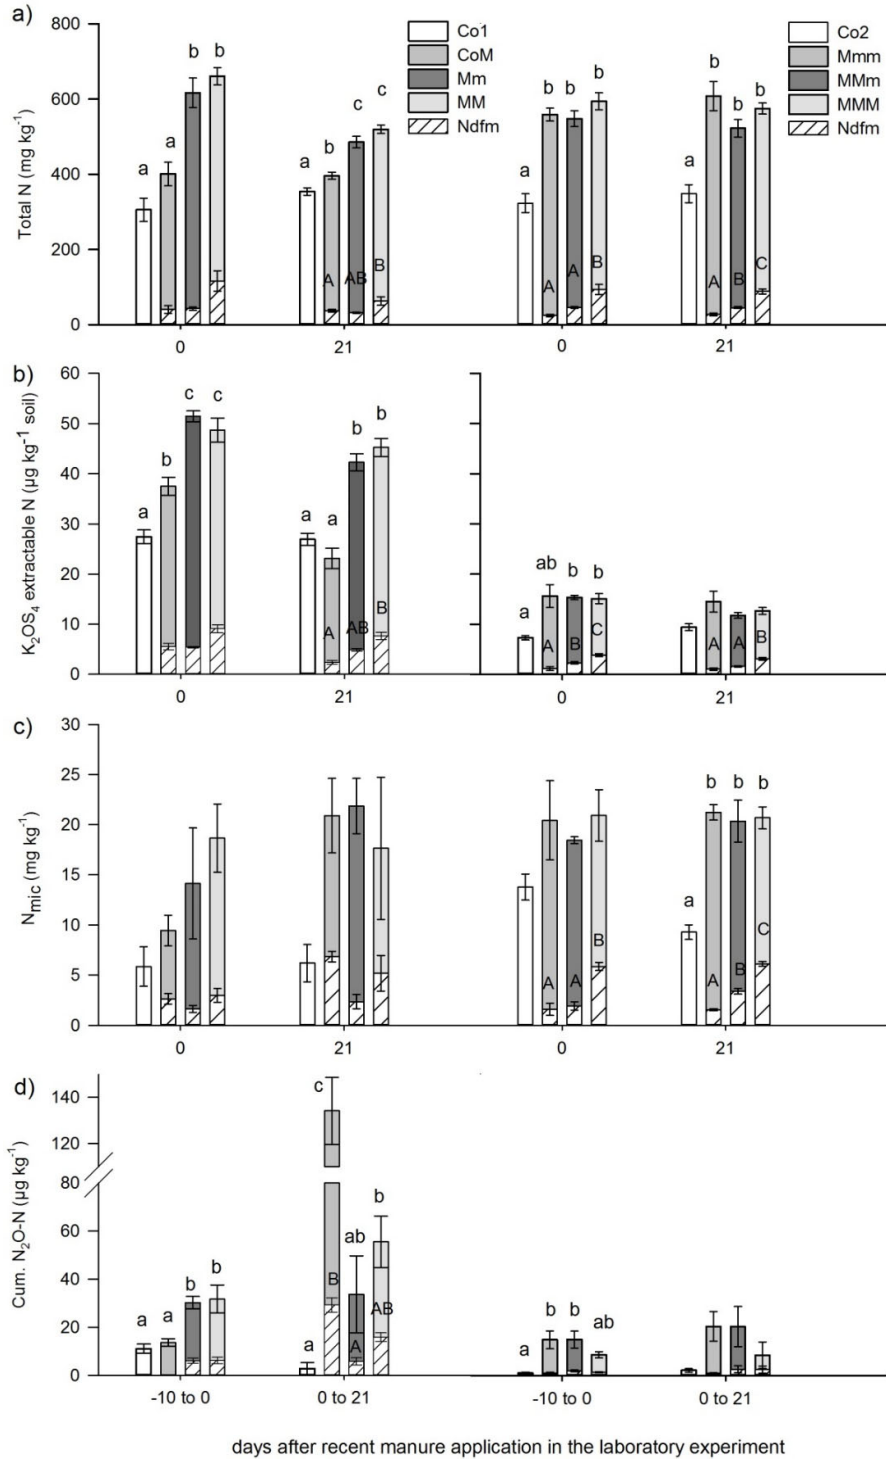 a)
800
600
400
200
0
Total N (mg kg⁻¹)
Co1
CoM
Mm
MM
Ndfm
Co2
Mmm
MMm
MMM
Ndfm
a a b b
a b c c
a b b b
a b b b
A AB B
A A B
A B C
0 21 0 21
b)
60
50
40
30
20
10
0
K₂OS₄ extractable N (µg kg⁻¹ soil)
a b c c
a a b b
a ab b b
A AB B
A B C
A A B
0 21 0 21
c)
30
25
20
15
10
5
0
Nmic (mg kg⁻¹)
a b b b
A A B
A B C
0 21 0 21
d)
140
120
80
60
40
20
0
Cum. N₂O-N (µg kg⁻¹)
a a b b
a c ab b
a b b ab
B A AB
-10 to 0 0 to 21 -10 to 0 0 to 21
days after recent manure application in the laboratory experiment